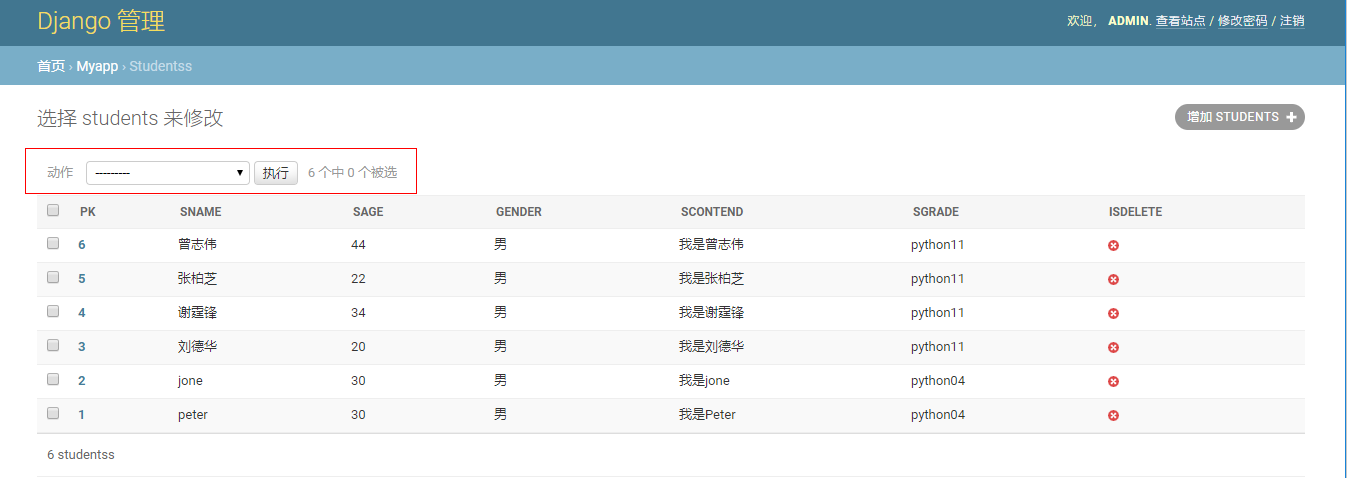 Django 管理
欢迎， ADMIN. 查看站点 / 修改密码 / 注销
首页 › Myapp › Studentss
选择 students 来修改
增加 STUDENTS
动作 --------- 执行 6 个中 0 个被选
PK SNAME SAGE GENDER SCONTEND SGRADE ISDELETE
6 曾志伟 44 男 我是曾志伟 python11
5 张柏芝 22 男 我是张柏芝 python11
4 谢霆锋 34 男 我是谢霆锋 python11
3 刘德华 20 男 我是刘德华 python11
2 jone 30 男 我是jone python04
1 peter 30 男 我是Peter python04
6 studentss